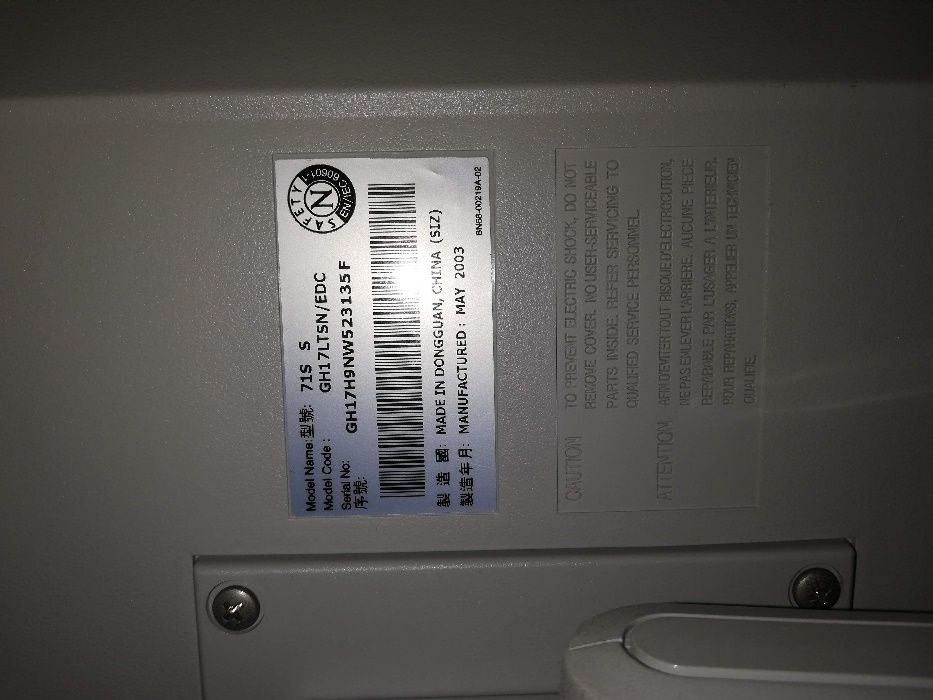 Model Name:型號: 71S S
Model Code : GH17LTSN/EDC
Serial No: GH17H9NW523135F
序號:
製 造 國: MADE IN DONGGUAN, CHINA (SIZ)
製造年月: MANUFACTURED : MAY 2003
BN68-00219A-02
SAFETY N EN/IEC 60601-1
CAUTION TO PREVENT ELECTRIC SHOCK, DO NOT
REMOVE COVER. NO USER-SERVICEABLE
PARTS INSIDE. REFER SERVICING TO
QUALIFIED SERVICE PERSONNEL.
ATTENTION AFIN D'EVITER TOUT RISQUE D'ELECTROCUTION,
NE PAS ENLEVER L'ARRIERE. AUCUNE PIECE
REPARABLE PAR L'USAGER A L'INTERIEUR.
POUR REPARATIONS, APPELER UN TECHNICIEN
QUALIFIE.